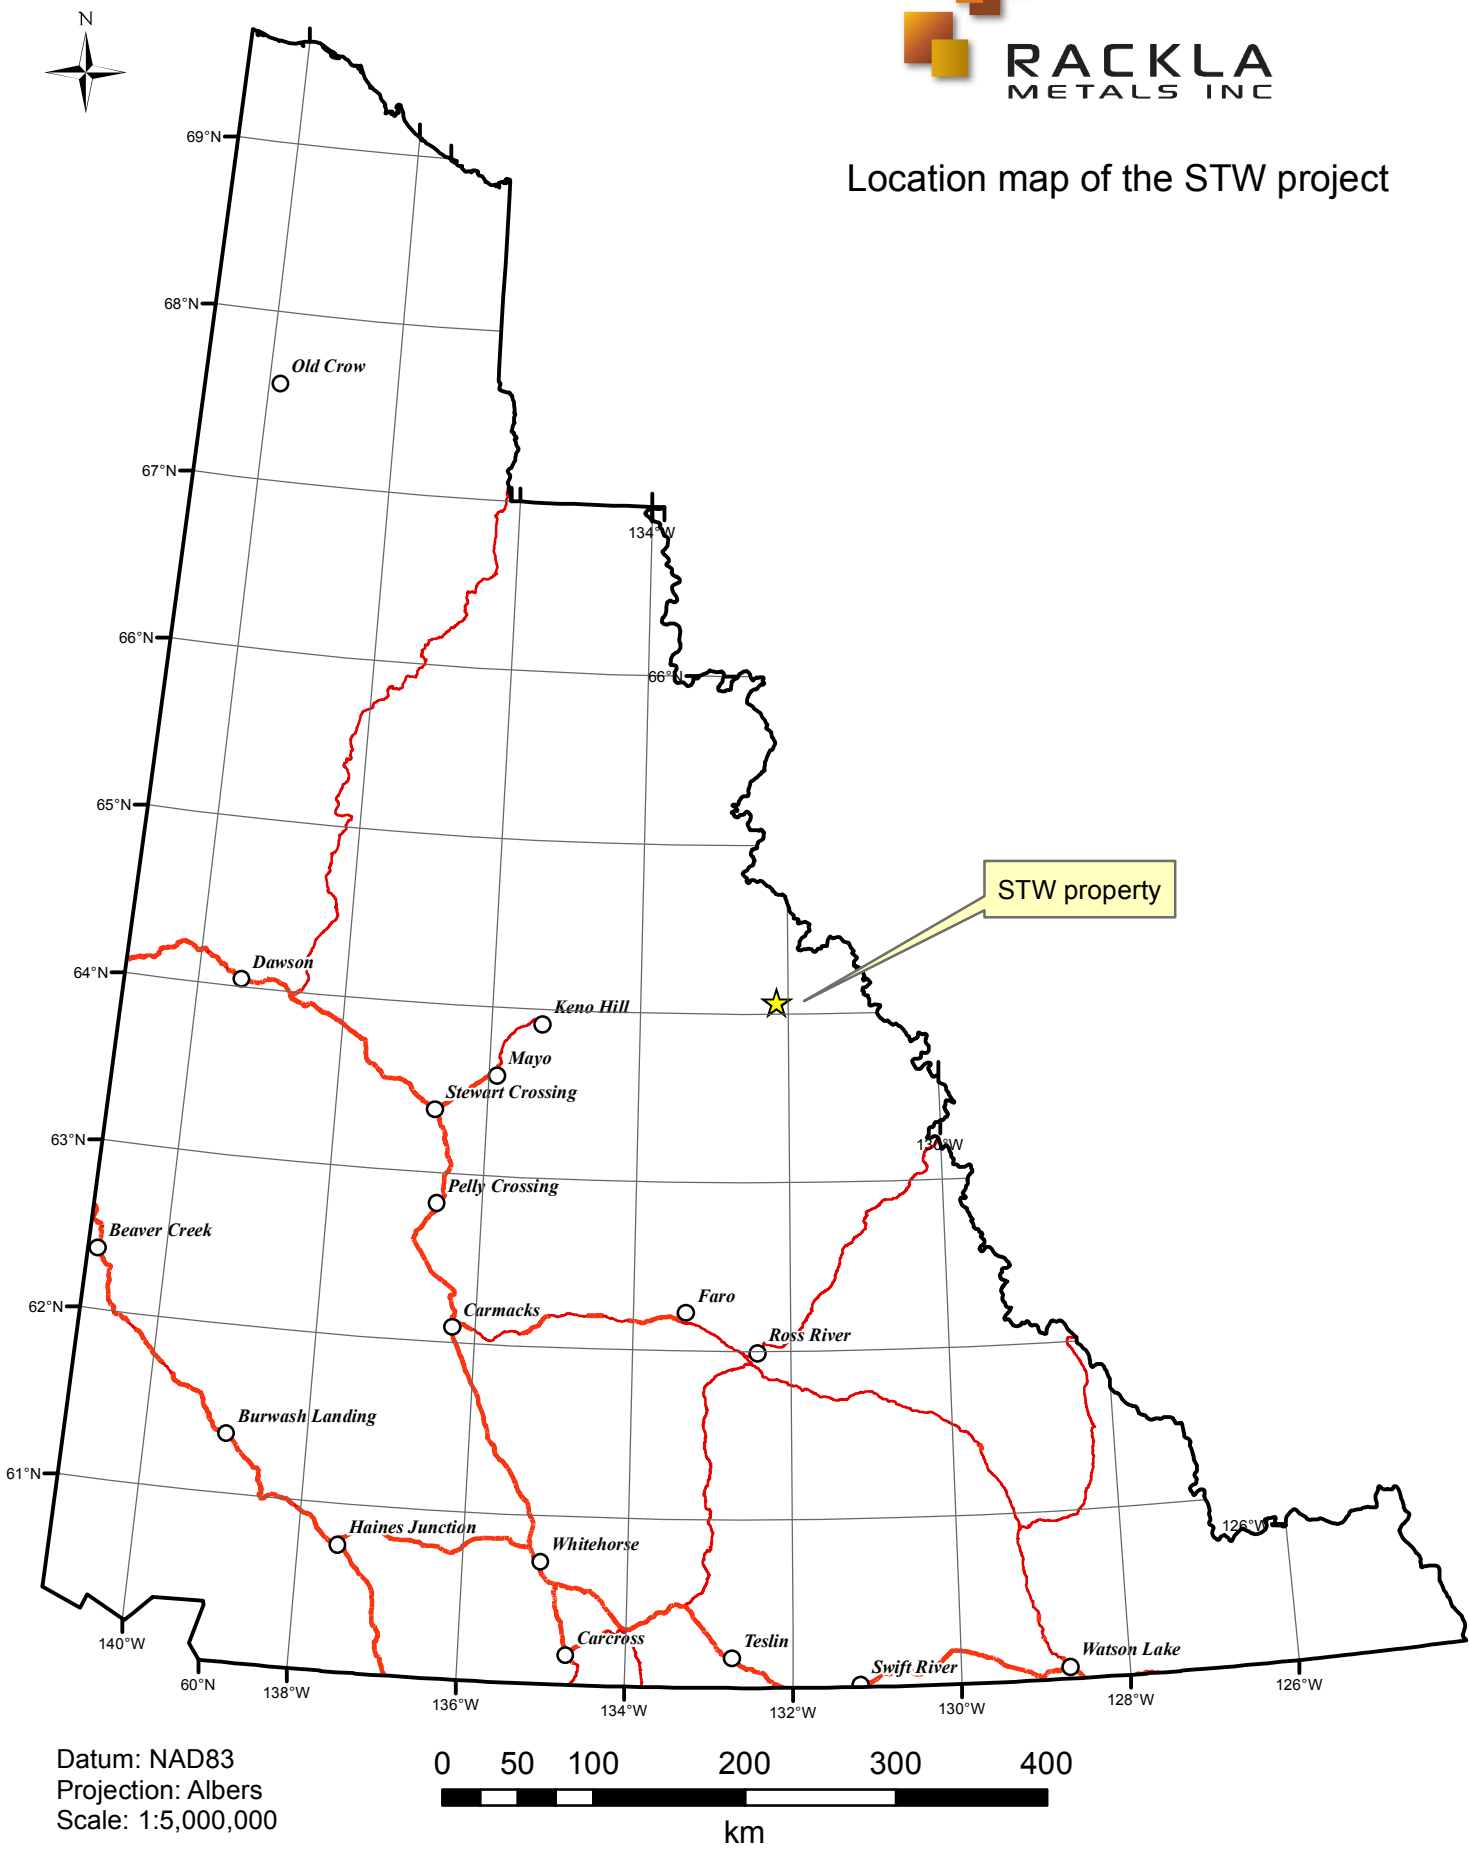 N
RACKLA
METALS INC
Location map of the STW project
69°N
68°N
Old Crow
67°N
134°W
66°N
66°N
65°N
STW property
64°N
Dawson
Keno Hill
Mayo
Stewart Crossing
63°N
130°W
Pelly Crossing
Beaver Creek
62°N
Faro
Carmacks
Ross River
Burwash Landing
61°N
Haines Junction
126°W
Whitehorse
140°W
Carcross
Teslin
Watson Lake
Swift River
60°N
138°W
136°W
134°W
132°W
130°W
128°W
126°W
Datum: NAD83
Projection: Albers
Scale: 1:5,000,000
0 50 100 200 300 400
km